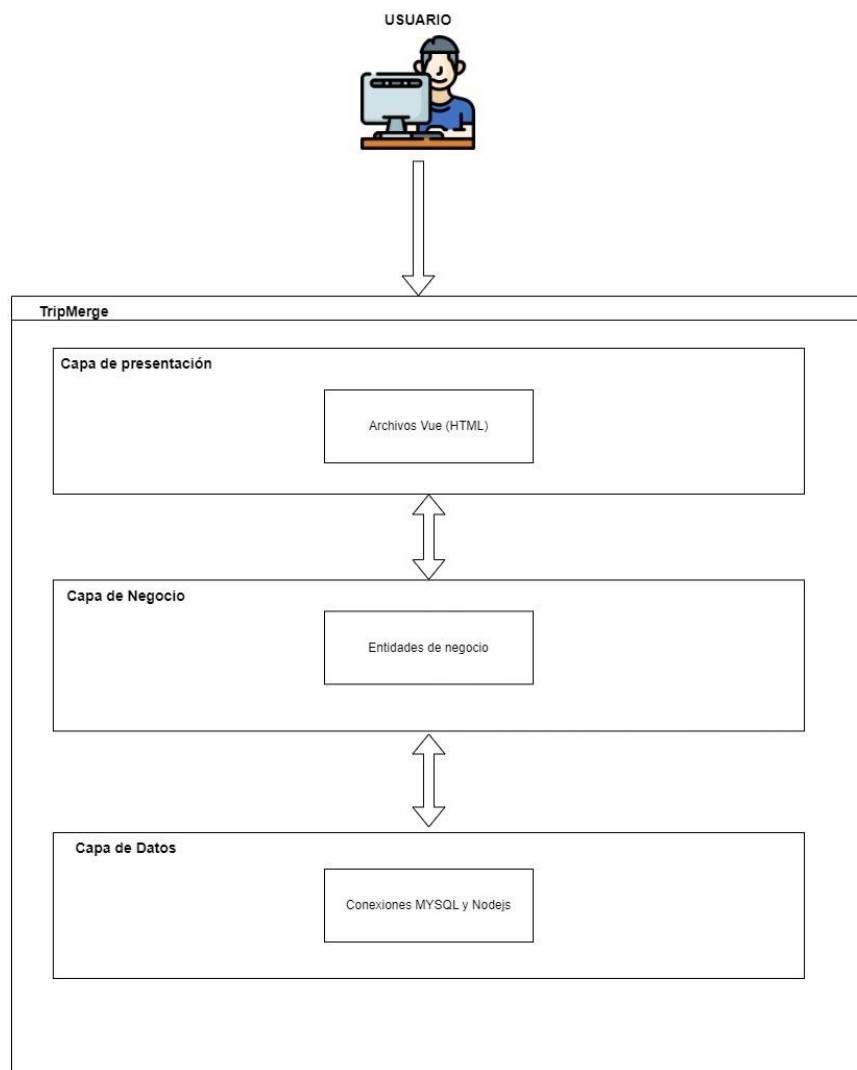 USUARIO
TripMerge
Capa de presentación
Archivos Vue (HTML)
Capa de Negocio
Entidades de negocio
Capa de Datos
Conexiones MYSQL y Nodejs